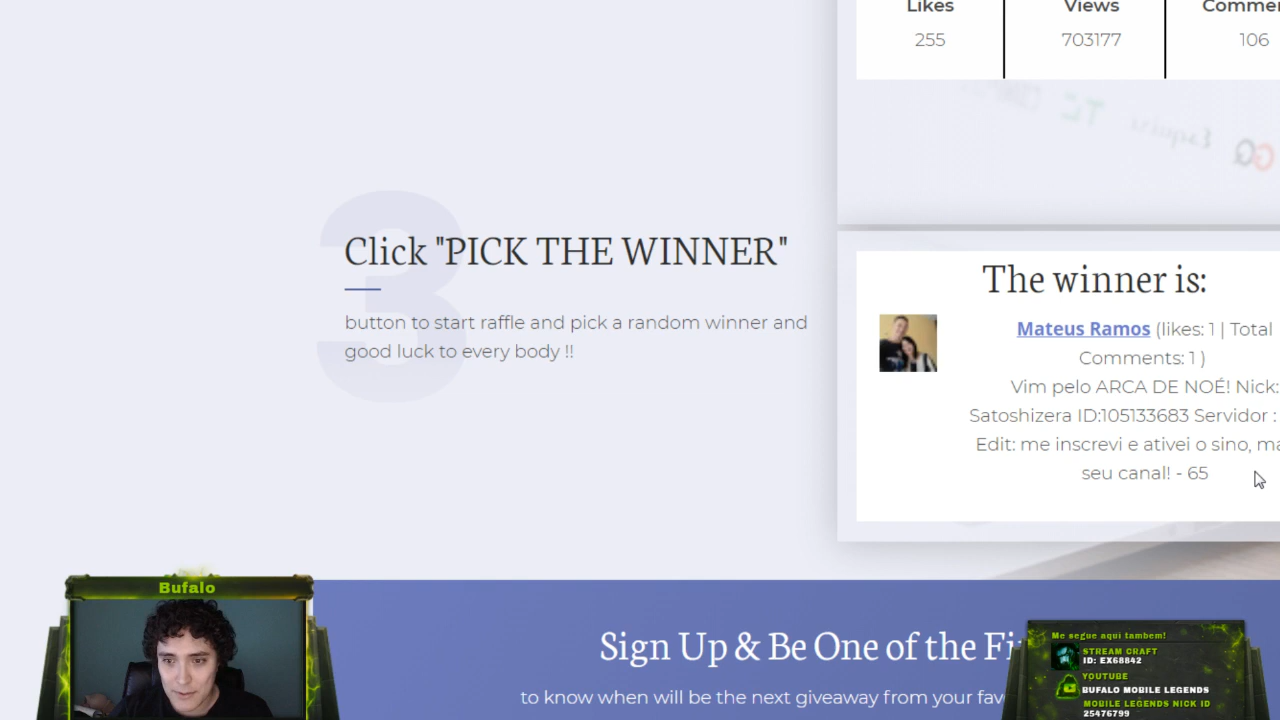 Likes
Views
255
703177
106
TC
Esquire
GQ
3
Click "PICK THE WINNER"
button to start raffle and pick a random winner and
good luck to every body !!
The winner is:
Mateus Ramos (likes: 1 | Total
Comments: 1 )
Vim pelo ARCA DE NOÉ! Nick:
Satoshizera ID:105133683 Servidor :
Edit: me inscrevi e ativei o sino,
seu canal! - 65
Bufalo
Sign Up & Be One of the
to know when will be the next giveaway from your
Me segue aqui tambem!
STREAM CRAFT
ID: EX68842
YOUTUBE
BUFALO MOBILE LEGENDS
MOBILE LEGENDS NICK ID
25476799